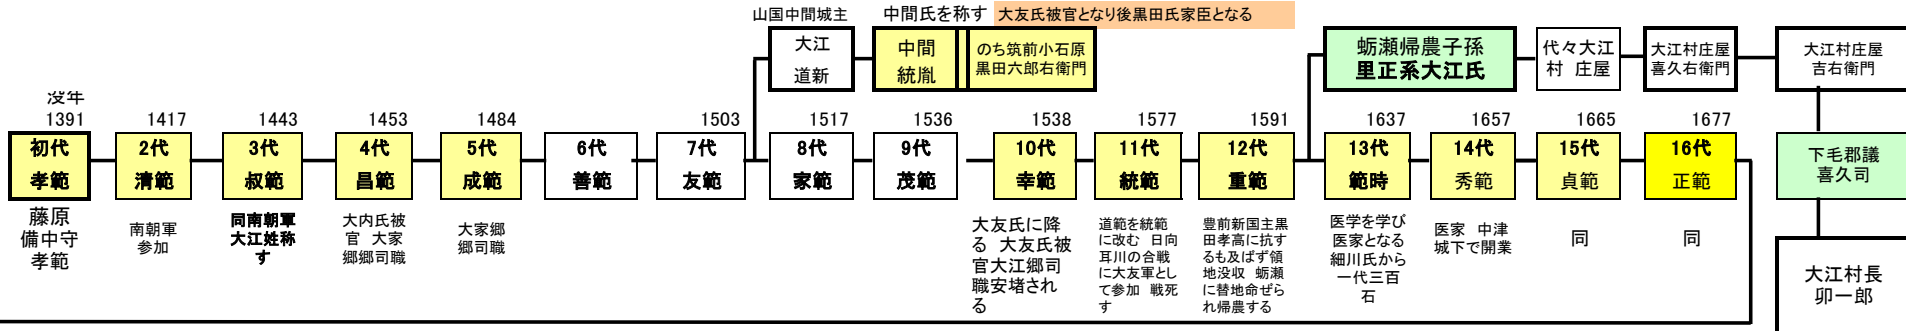 山国中間城主
中間氏を称す
大友氏被官となり後黒田氏家臣となる
大江
道新
中間
統胤
のち筑前小石原
黒田六郎右衛門
蛎瀬帰農子孫
里正系大江氏
代々大江
村 庄屋
大江村庄屋
喜久右衛門
大江村庄屋
吉右衛門
没年
1391
1417
1443
1453
1484
1503
1517
1536
1538
1577
1591
1637
1657
1665
1677
初代
孝範
2代
清範
3代
叔範
4代
昌範
5代
成範
6代
善範
7代
友範
8代
家範
9代
茂範
10代
幸範
11代
統範
12代
重範
13代
範時
14代
秀範
15代
貞範
16代
正範
下毛郡議
喜久司
藤原
備中守
孝範
南朝軍
参加
同南朝軍
大江姓称
す
大内氏被
官 大家
郷郷司職
大家郷
郷司職
大友氏に降
る 大友氏被
官大江郷司
職安堵され
る
道範を統範
に改む 日向
耳川の合戦
に大友軍とし
て参加 戦死
す
豊前新国主黒
田孝高に抗す
るも及ばず領
地没収 蛎瀬
に替地命ぜら
れ帰農する
医学を学び
医家となる
細川氏から
一代三百
石
医家 中津
城下で開業
同
同
大江村長
卯一郎